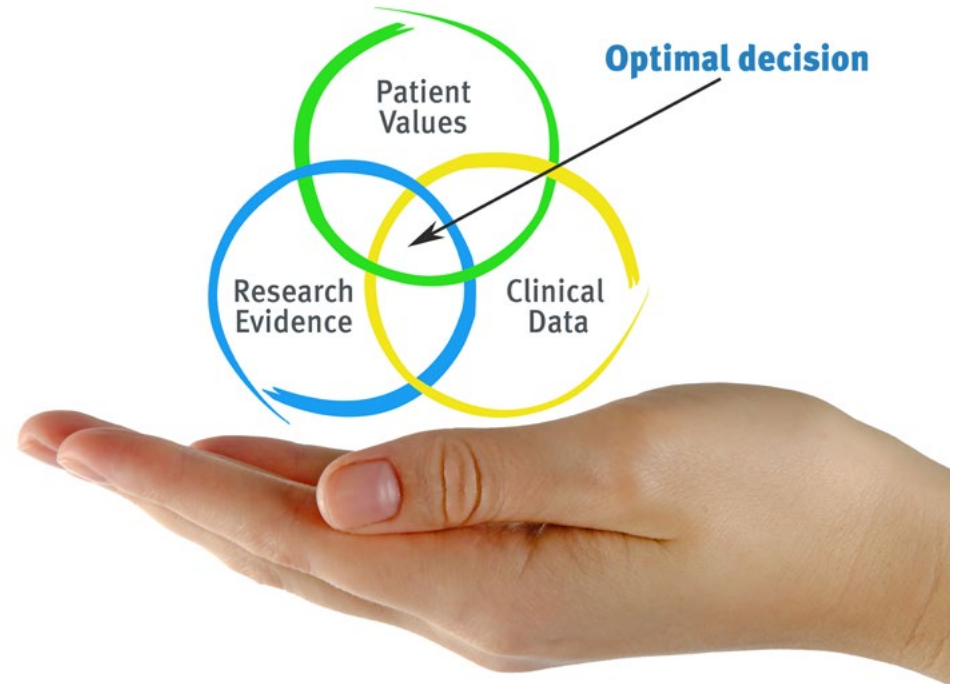 Optimal decision
Patient
Values
Research
Evidence
Clinical
Data